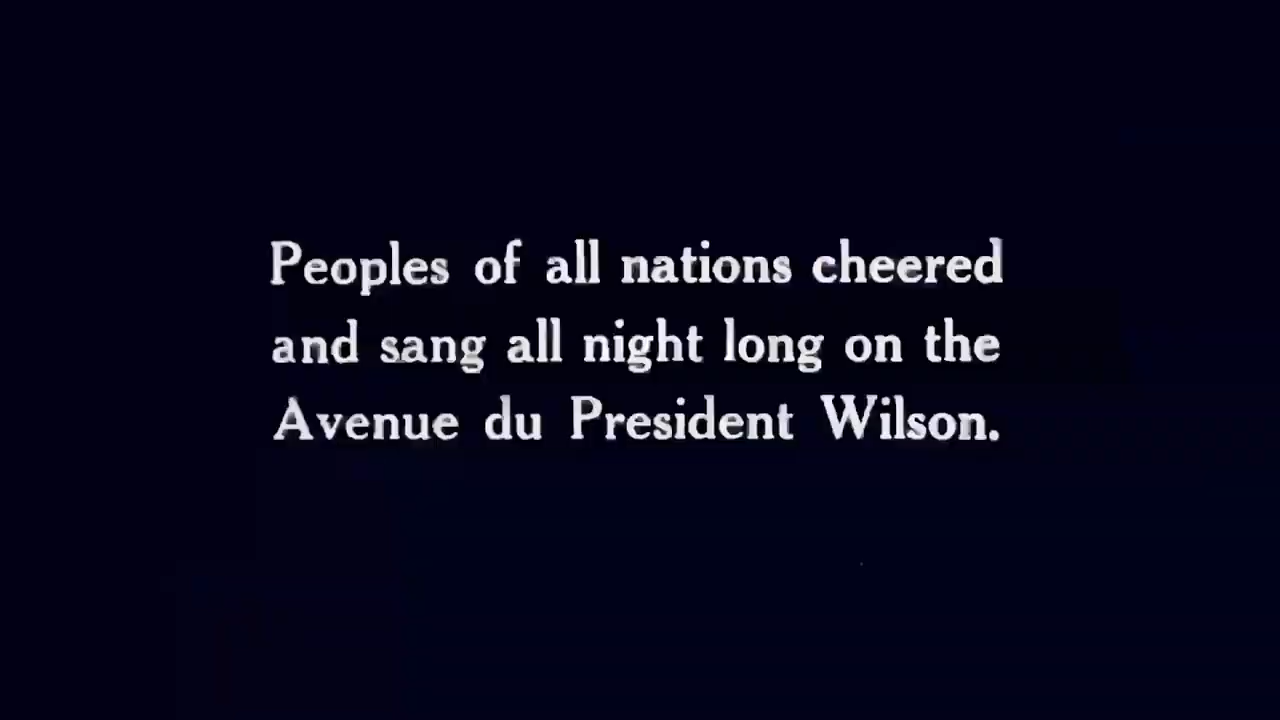 Peoples of all nations cheered
and sang all night long on the
Avenue du President Wilson.